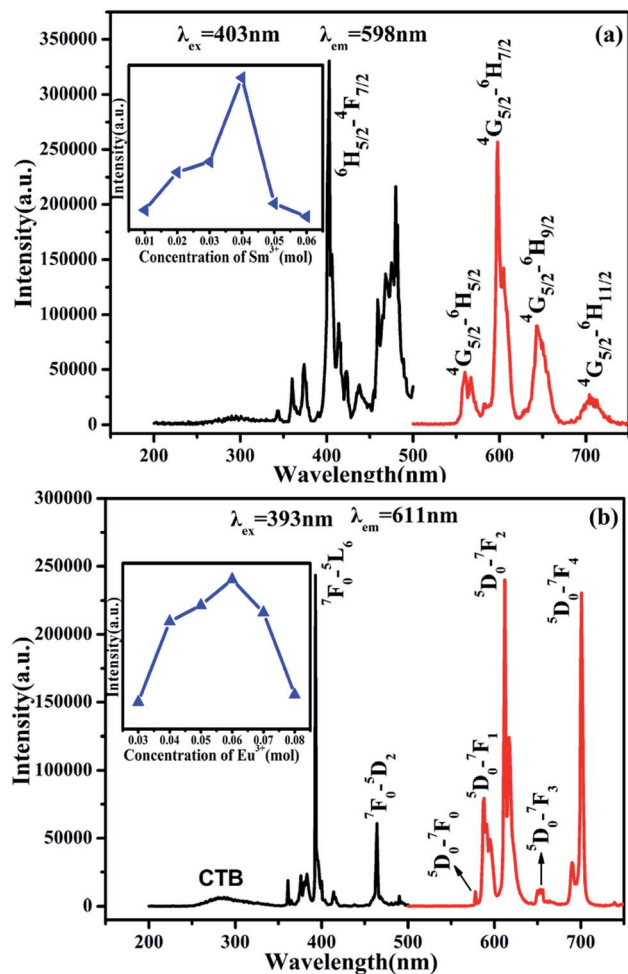 λex=403nm λem=598nm (a)
350000
300000
250000
200000
150000
100000
50000
0
Intensity(a.u.)
Intensity(a.u.)
0.01 0.02 0.03 0.04 0.05 0.06
Concentration of Sm³⁺(mol)
⁶H₅/₂-⁴F₇/₂
⁴G₅/₂-⁶H₅/₂
⁴G₅/₂-⁶H₇/₂
⁴G₅/₂-⁶H₉/₂
⁴G₅/₂-⁶H₁₁/₂
200 300 400 500 600 700
Wavelength(nm)
λex=393nm λem=611nm (b)
300000
250000
200000
150000
100000
50000
0
Intensity(a.u.)
Intensity(a.u.)
0.03 0.04 0.05 0.06 0.07 0.08
Concentration of Eu³⁺(mol)
CTB
⁷F₀-⁵L₆
⁷F₀-⁵D₂
⁵D₀-⁷F₀
⁵D₀-⁷F₁
⁵D₀-⁷F₂
⁵D₀-⁷F₃
⁵D₀-⁷F₄
200 300 400 500 600 700
Wavelength(nm)